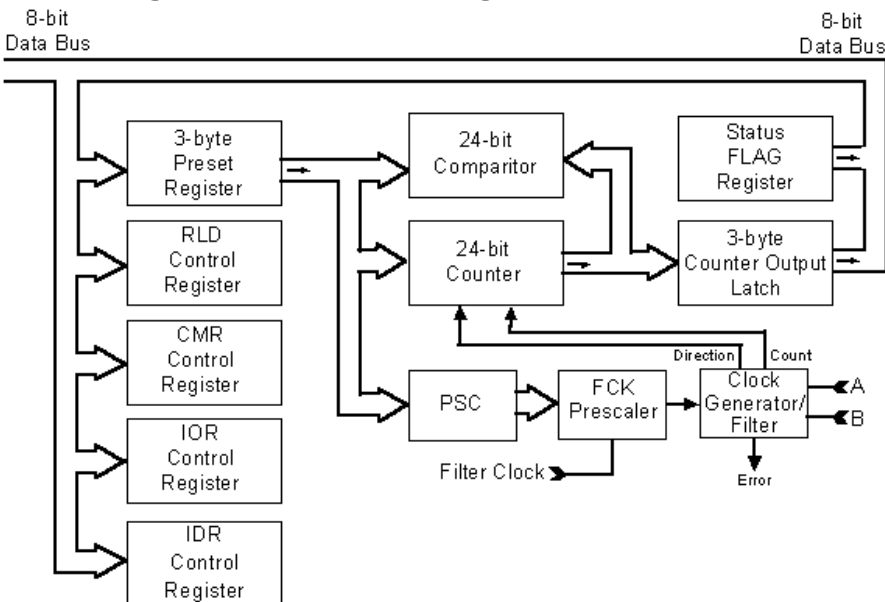 8-bit
Data Bus
8-bit
Data Bus
3-byte
Preset
Register
24-bit
Comparitor
Status
FLAG
Register
RLD
Control
Register
24-bit
Counter
3-byte
Counter Output
Latch
CMR
Control
Register
Direction
Count
PSC
FCK
Prescaler
Clock
Generator/
Filter
A
B
IOR
Control
Register
Filter Clock
Error
IDR
Control
Register